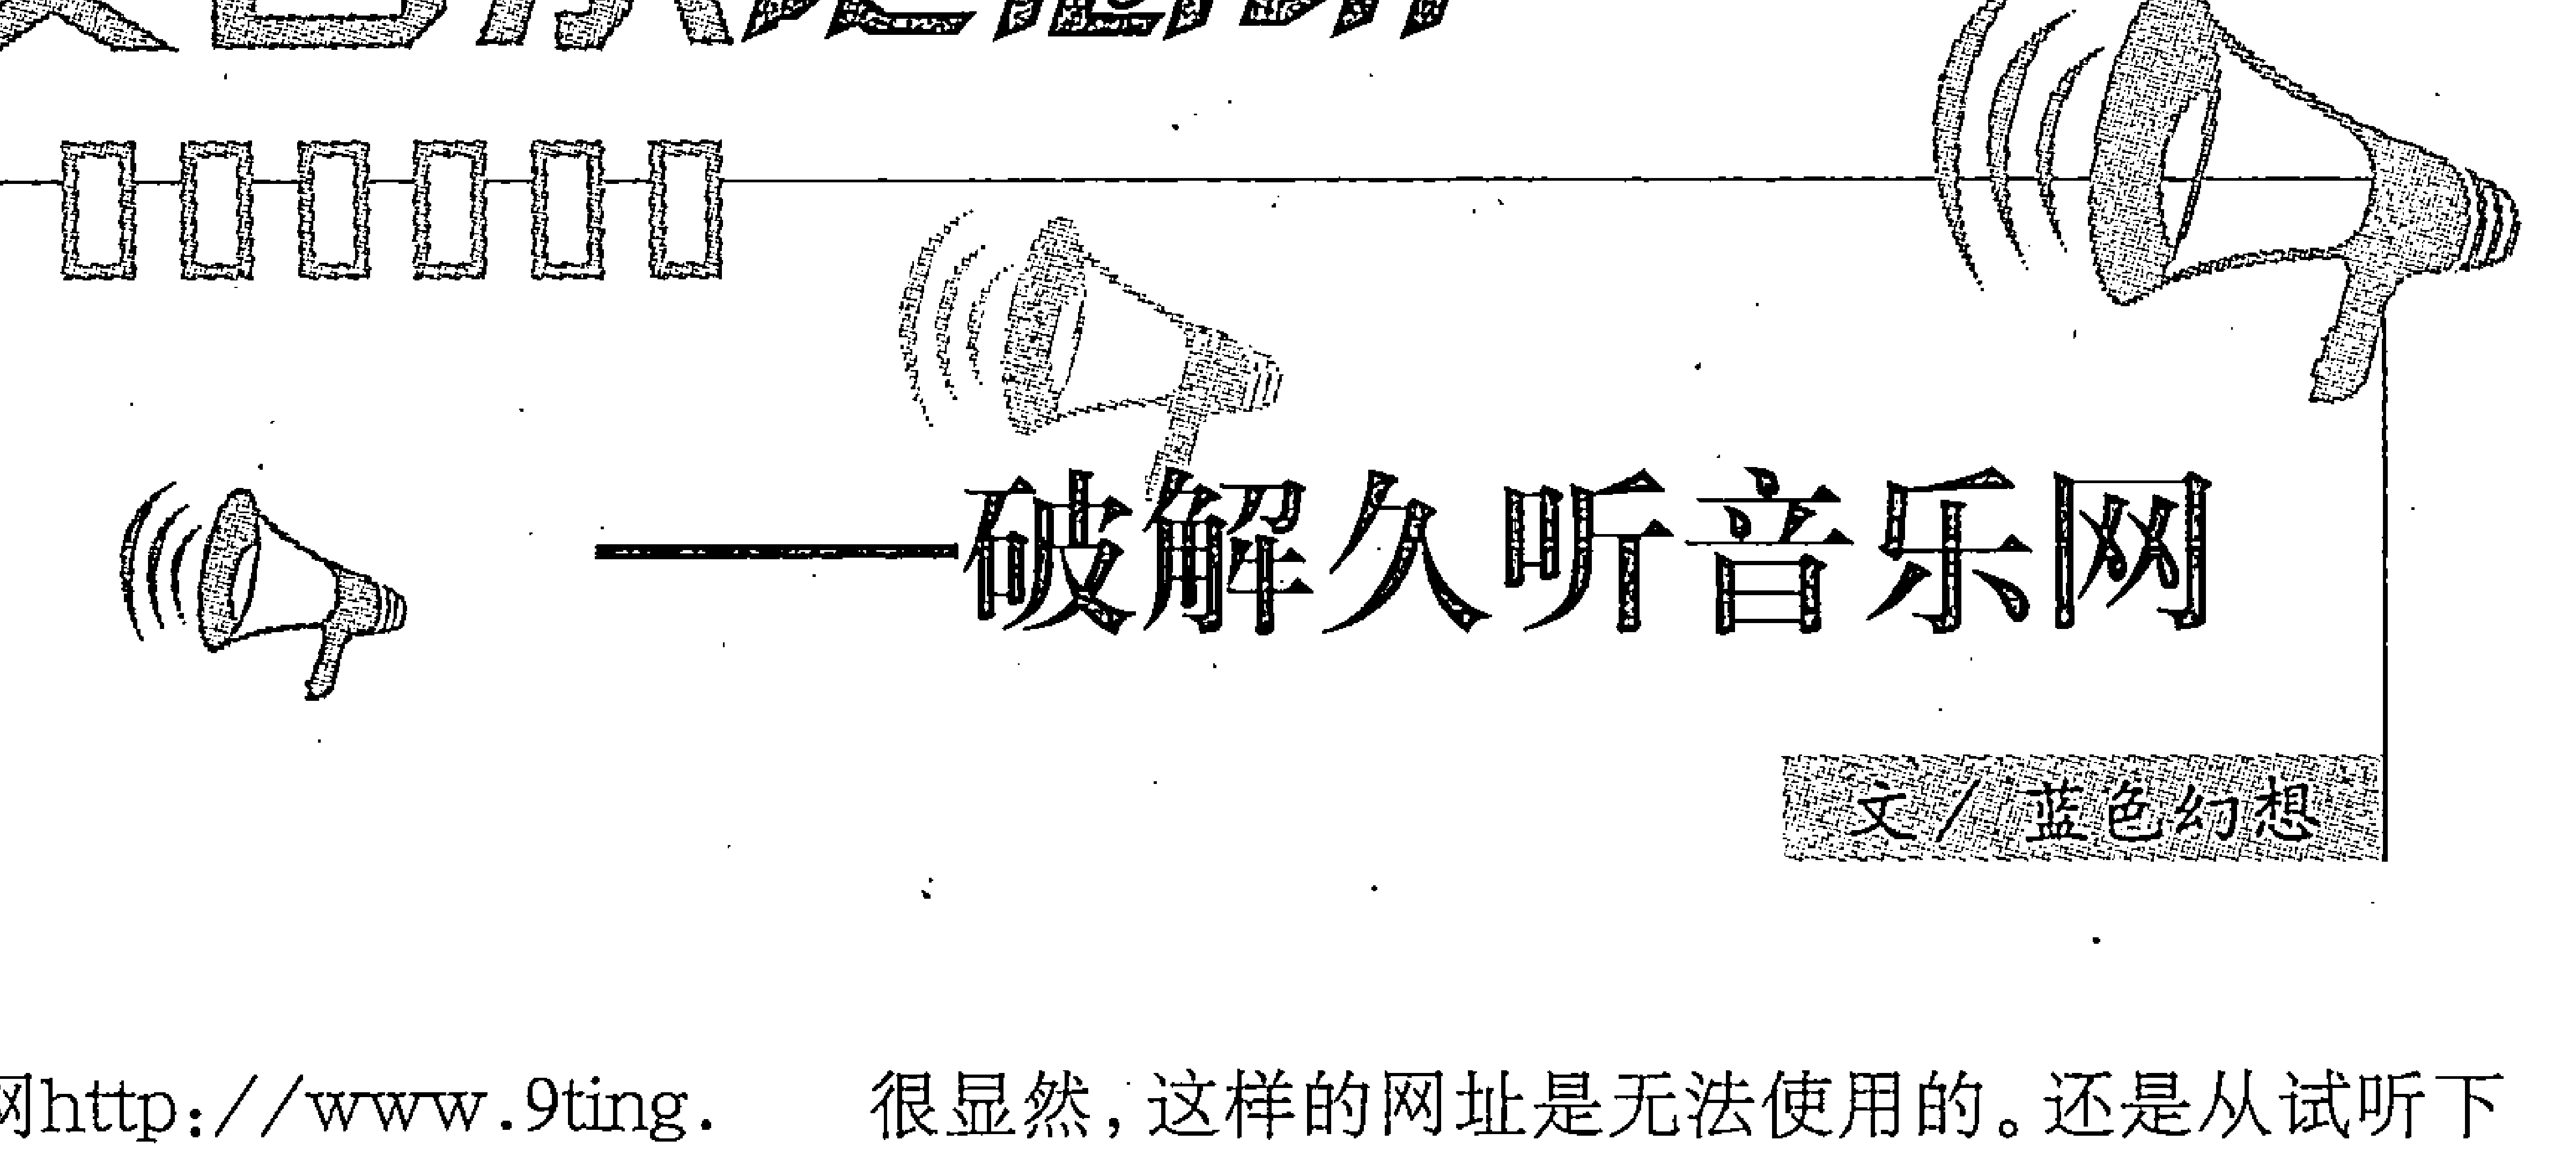 ——破解久听音乐网
文/ 蓝色幻想
网http://www.9ting.
很显然,这样的网址是无法使用的。还是从试听下